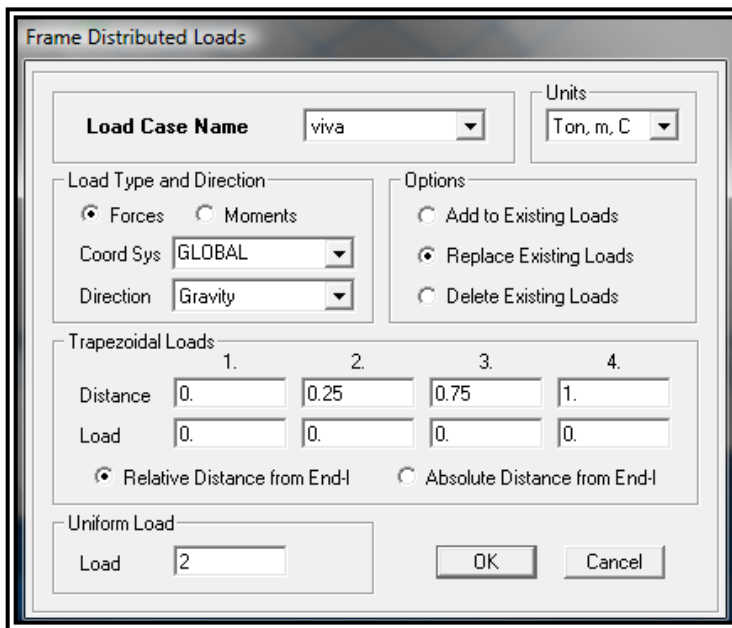 Frame Distributed Loads
Units
Load Case Name viva Ton, m, C
Load Type and Direction Options
Forces Moments Add to Existing Loads
Coord Sys GLOBAL Replace Existing Loads
Direction Gravity Delete Existing Loads
Trapezoidal Loads
1. 2. 3. 4.
Distance 0. 0.25 0.75 1.
Load 0. 0. 0. 0.
Relative Distance from End-I Absolute Distance from End-I
Uniform Load
Load 2 OK Cancel